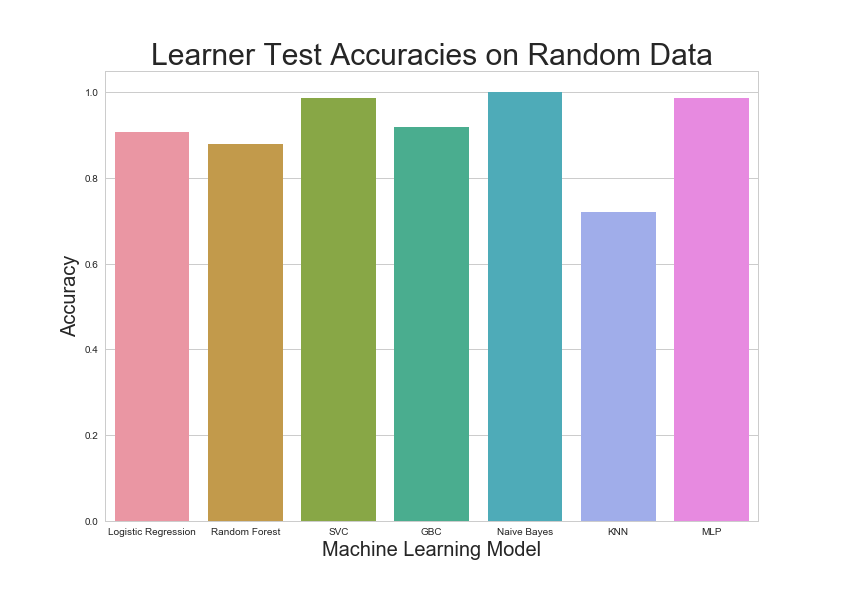 Learner Test Accuracies on Random Data
1.0
0.8
0.6
0.4
0.2
0.0
Accuracy
Logistic Regression Random Forest SVC GBC Naive Bayes KNN MLP
Machine Learning Model